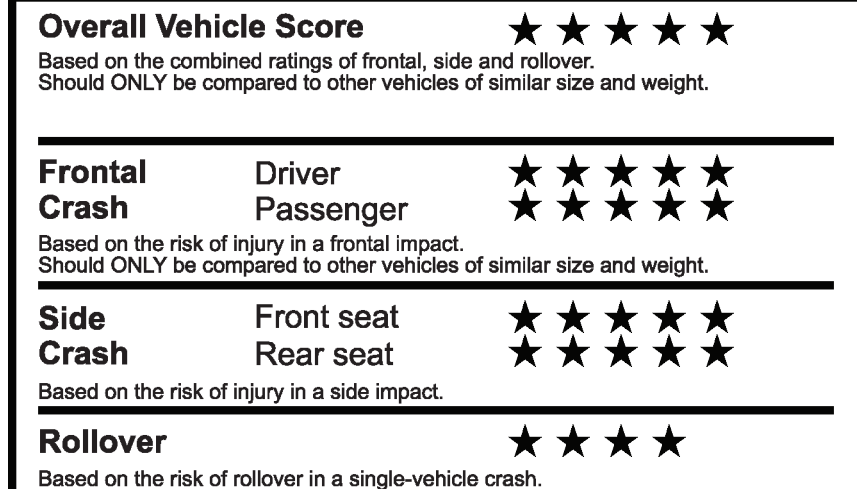 Overall Vehicle Score ★ ★ ★ ★ ★
Based on the combined ratings of frontal, side and rollover.
Should ONLY be compared to other vehicles of similar size and weight.
Frontal Driver ★ ★ ★ ★ ★
Crash Passenger ★ ★ ★ ★ ★
Based on the risk of injury in a frontal impact.
Should ONLY be compared to other vehicles of similar size and weight.
Side Front seat ★ ★ ★ ★ ★
Crash Rear seat ★ ★ ★ ★ ★
Based on the risk of injury in a side impact.
Rollover ★ ★ ★ ★
Based on the risk of rollover in a single-vehicle crash.